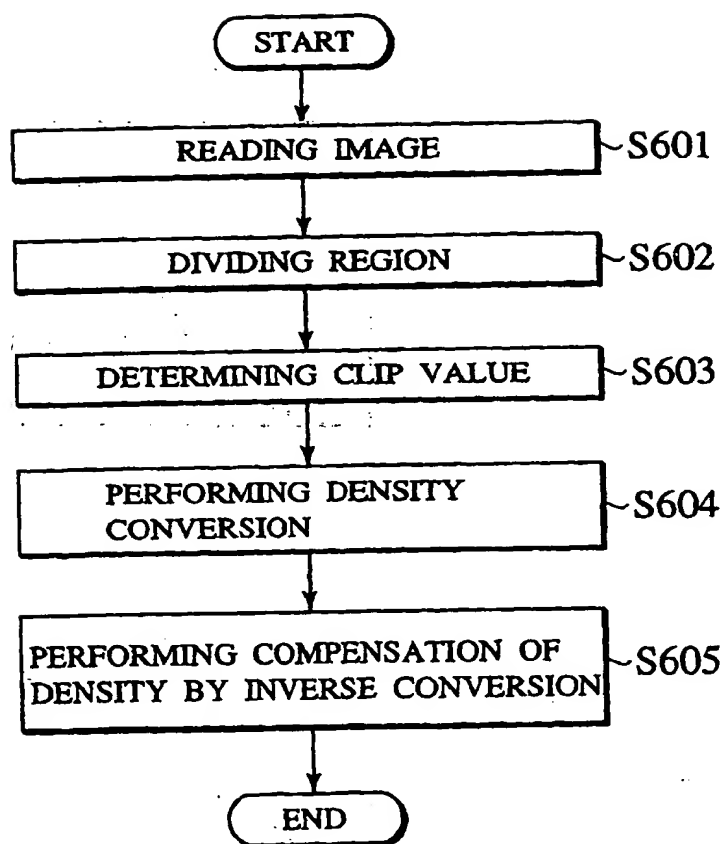 START
READING IMAGE
S601
DIVIDING REGION
S602
DETERMINING CLIP VALUE
S603
PERFORMING DENSITY
CONVERSION
S604
PERFORMING COMPENSATION OF
DENSITY BY INVERSE CONVERSION
S605
END